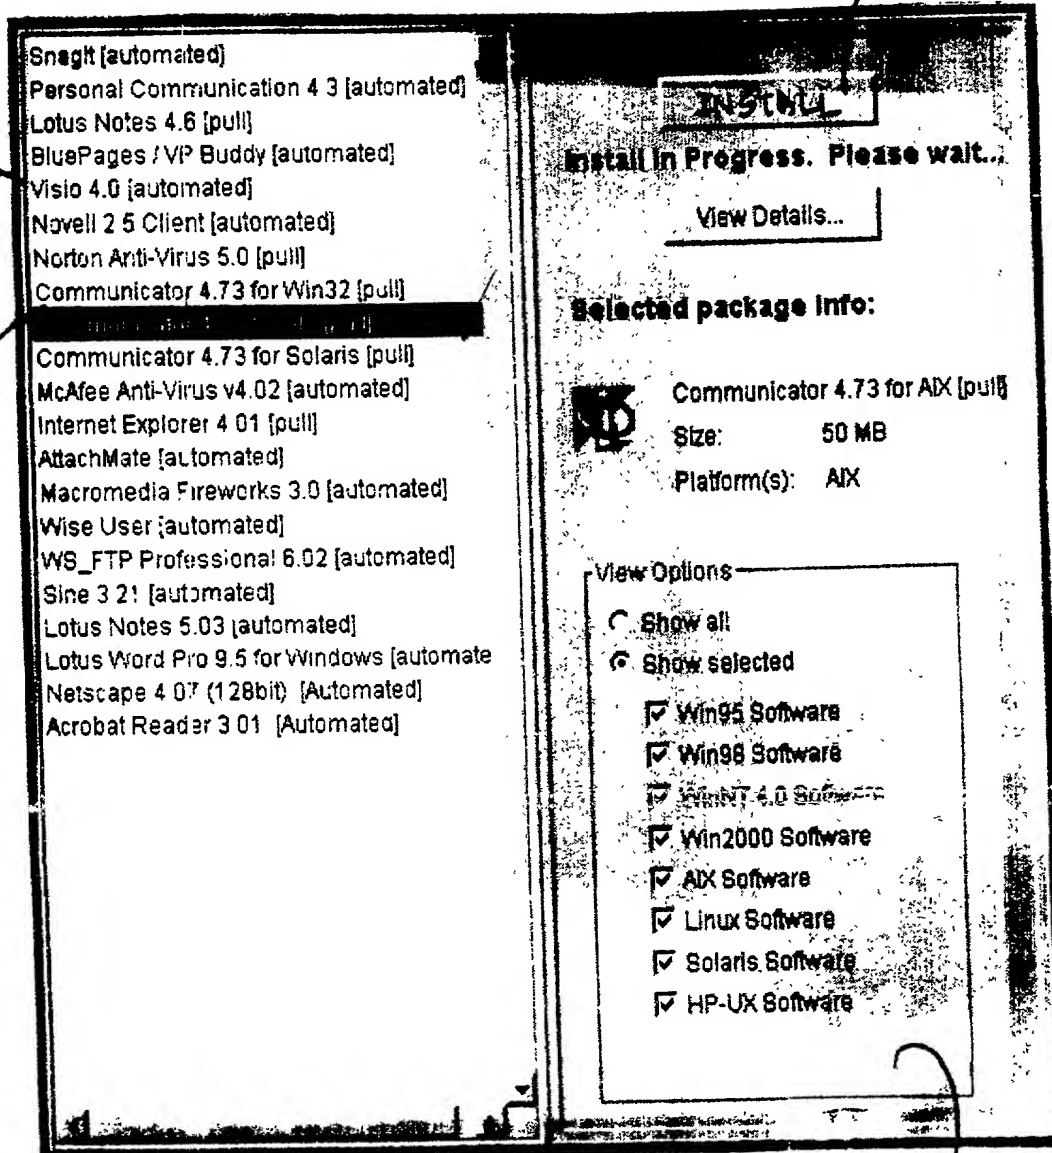 SnagIt [automated]
Personal Communication 4 3 [automated]
Lotus Notes 4.6 [pull]
BluePages / VP Buddy [automated]
Visio 4.0 [automated]
Novell 2 5 Client [automated]
Norton Anti-Virus 5.0 [pull]
Communicator 4.73 for Win32 [pull]
Communicator 4.73 for Solaris [pull]
McAfee Anti-Virus v4.02 [automated]
Internet Explorer 4 01 [pull]
AttachMate [automated]
Macromedia Fireworks 3.0 [automated]
Wise User [automated]
WS_FTP Professional 6.02 [automated]
Sine 3 21 [automated]
Lotus Notes 5.03 [automated]
Lotus Word Pro 9.5 for Windows [automate
Netscape 4 07 (128bit) [Automated]
Acrobat Reader 3 01 [Automated]
INSTALL
Install in Progress. Please wait...
View Details...
Selected package info:
Communicator 4.73 for AIX [pull]
Size: 50 MB
Platform(s): AIX
View Options
Show all
Show selected
Win95 Software
Win98 Software
WinNT 4.0 Software
Win2000 Software
AIX Software
Linux Software
Solaris Software
HP-UX Software